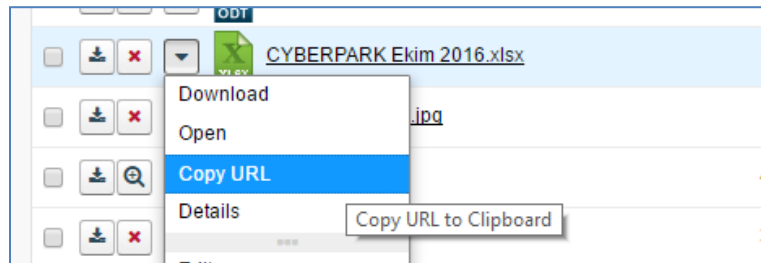 ODT
CYBERPARK Ekim 2016.xlsx
XLSX
Download
.jpg
Open
Copy URL
Details
Copy URL to Clipboard